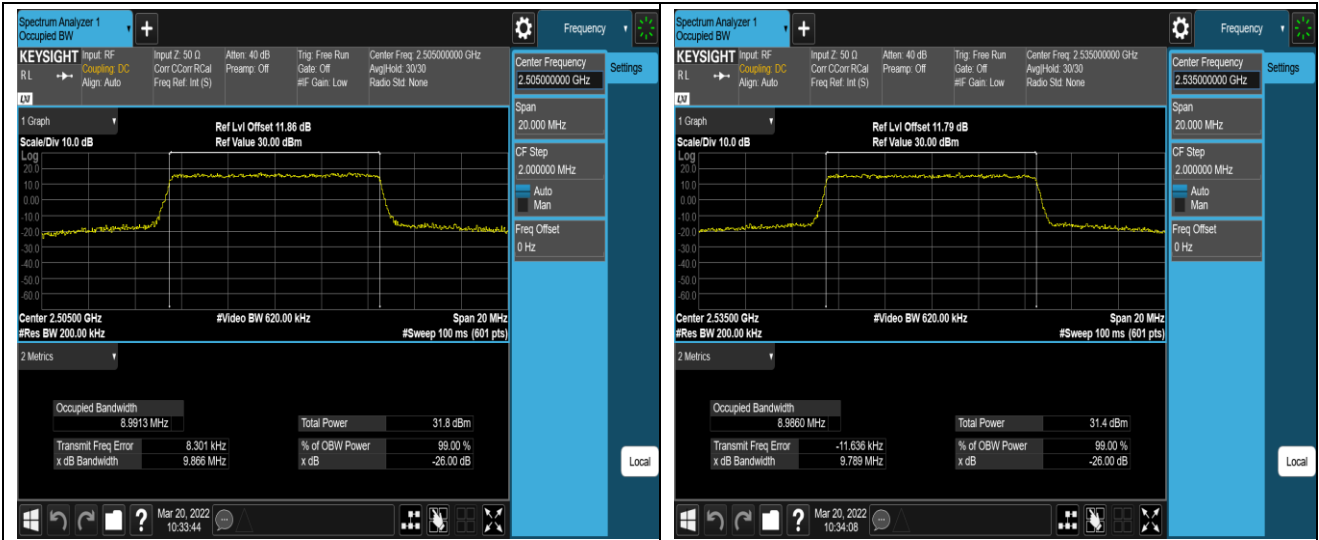 Spectrum Analyzer 1
Occupied BW
+
Frequency
KEYSIGHT
RL
LXI
Input: RF
Coupling: DC
Align: Auto
Input Z: 50 Ω
Corr CCorr RCal
Freq Ref: Int (S)
Atten: 40 dB
Preamp: Off
Trig: Free Run
Gate: Off
#IF Gain: Low
Center Freq: 2.505000000 GHz
Avg|Hold: 30/30
Radio Std: None
Center Frequency
2.505000000 GHz
Settings
Span
20.000 MHz
CF Step
2.000000 MHz
Auto
Man
Freq Offset
0 Hz
1 Graph
Scale/Div 10.0 dB
Ref Lvl Offset 11.86 dB
Ref Value 30.00 dBm
Log
20.0
10.0
0.00
-10.0
-20.0
-30.0
-40.0
-50.0
-60.0
Center 2.50500 GHz
#Video BW 620.00 kHz
Span 20 MHz
#Res BW 200.00 kHz
#Sweep 100 ms (601 pts)
2 Metrics
Occupied Bandwidth
8.9913 MHz
Total Power 31.8 dBm
Transmit Freq Error 8.301 kHz
% of OBW Power 99.00 %
x dB Bandwidth 9.866 MHz
x dB -26.00 dB
Local
?
Mar 20, 2022
10:33:44
Spectrum Analyzer 1
Occupied BW
+
Frequency
KEYSIGHT
RL
LXI
Input: RF
Coupling: DC
Align: Auto
Input Z: 50 Ω
Corr CCorr RCal
Freq Ref: Int (S)
Atten: 40 dB
Preamp: Off
Trig: Free Run
Gate: Off
#IF Gain: Low
Center Freq: 2.535000000 GHz
Avg|Hold: 30/30
Radio Std: None
Center Frequency
2.535000000 GHz
Settings
Span
20.000 MHz
CF Step
2.000000 MHz
Auto
Man
Freq Offset
0 Hz
1 Graph
Scale/Div 10.0 dB
Ref Lvl Offset 11.79 dB
Ref Value 30.00 dBm
Log
20.0
10.0
0.00
-10.0
-20.0
-30.0
-40.0
-50.0
-60.0
Center 2.53500 GHz
#Video BW 620.00 kHz
Span 20 MHz
#Res BW 200.00 kHz
#Sweep 100 ms (601 pts)
2 Metrics
Occupied Bandwidth
8.9860 MHz
Total Power 31.4 dBm
Transmit Freq Error -11.636 kHz
% of OBW Power 99.00 %
x dB Bandwidth 9.789 MHz
x dB -26.00 dB
Local
?
Mar 20, 2022
10:34:08